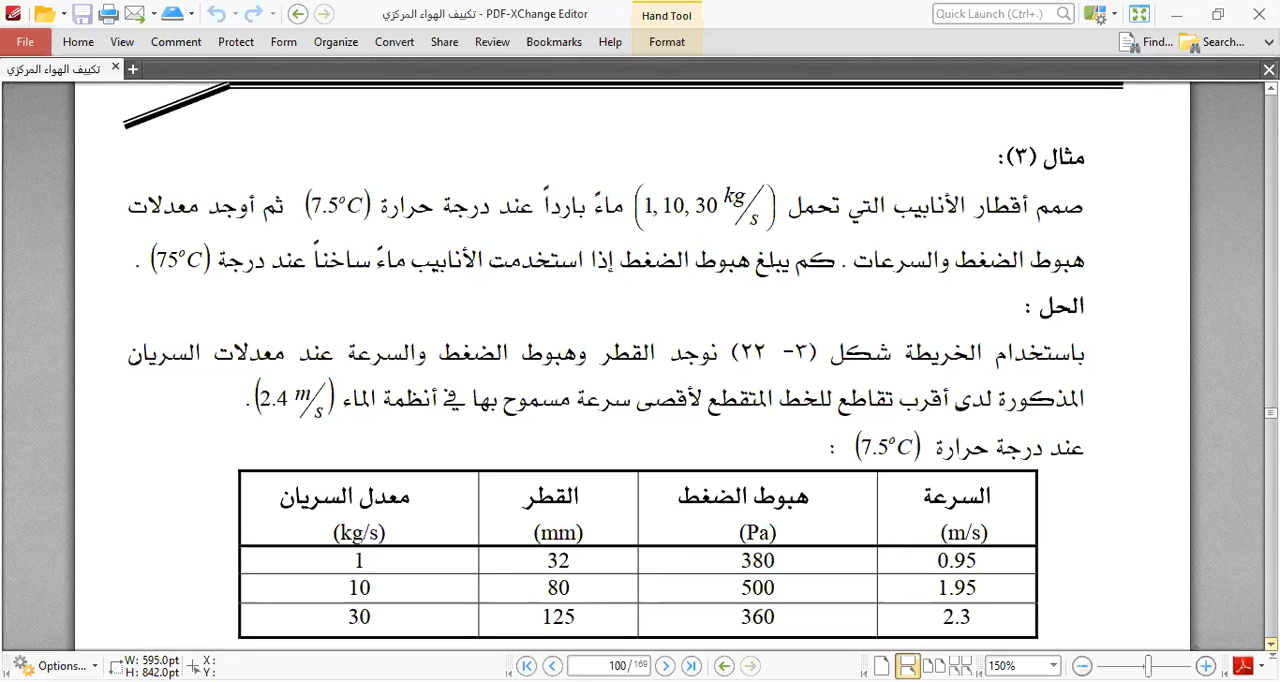 تكييف الهواء المركزي - PDF-XChange Editor
Hand Tool
Quick Launch (Ctrl+.)
File Home View Comment Protect Form Organize Convert Share Review Bookmarks Help Format Find... Search...
تكييف الهواء المركزي
مثال (٣):
صمم أقطار الأنابيب التي تحمل (1, 10, 30 kg/s) ماءً بارداً عند درجة حرارة (7.5°C) ثم أوجد معدلات
هبوط الضغط والسرعات . كم يبلغ هبوط الضغط إذا استخدمت الأنابيب ماءً ساخناً عند درجة (75°C) .
الحل :
باستخدام الخريطة شكل (٣- ٢٢) نوجد القطر وهبوط الضغط والسرعة عند معدلات السريان
المذكورة لدى أقرب تقاطع للخط المتقطع لأقصى سرعة مسموح بها في أنظمة الماء (2.4 m/s) .
عند درجة حرارة (7.5°C) :
معدل السريان القطر هبوط الضغط السرعة
(kg/s) (mm) (Pa) (m/s)
1 32 380 0.95
10 80 500 1.95
30 125 360 2.3
Options... W: 595.0pt X:
H: 842.0pt Y:
100 / 169
150%